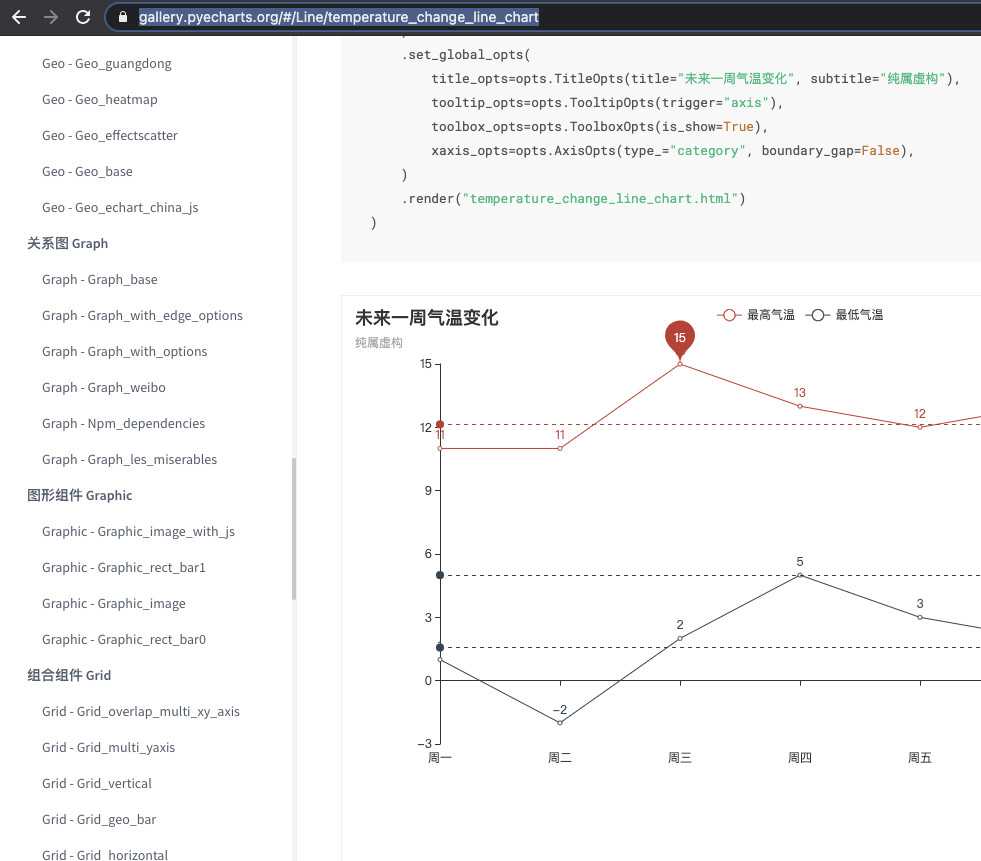 gallery.pyecharts.org/#/Line/temperature_change_line_chart
Geo - Geo_guangdong
Geo - Geo_heatmap
Geo - Geo_effectscatter
Geo - Geo_base
Geo - Geo_echart_china_js
关系图 Graph
Graph - Graph_base
Graph - Graph_with_edge_options
Graph - Graph_with_options
Graph - Graph_weibo
Graph - Npm_dependencies
Graph - Graph_les_miserables
图形组件 Graphic
Graphic - Graphic_image_with_js
Graphic - Graphic_rect_bar1
Graphic - Graphic_image
Graphic - Graphic_rect_bar0
组合组件 Grid
Grid - Grid_overlap_multi_xy_axis
Grid - Grid_multi_yaxis
Grid - Grid_vertical
Grid - Grid_geo_bar
Grid - Grid_horizontal
.set_global_opts(
title_opts=opts.TitleOpts(title="未来一周气温变化", subtitle="纯属虚构"),
tooltip_opts=opts.TooltipOpts(trigger="axis"),
toolbox_opts=opts.ToolboxOpts(is_show=True),
xaxis_opts=opts.AxisOpts(type_="category", boundary_gap=False),
)
.render("temperature_change_line_chart.html")
)
未来一周气温变化
纯属虚构
最高气温 最低气温
15
15
13
12
12
11 11
9
6
5
3
3
2
0
−2
−3
周一 周二 周三 周四 周五